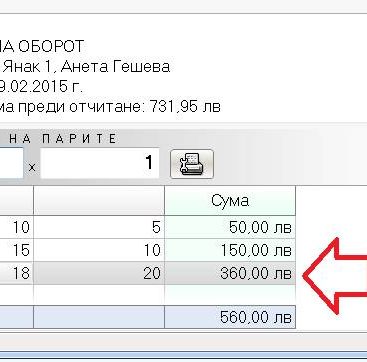 НА ОБОРОТ
Янак 1, Анета Гешева
9.02.2015 г.
ма преди отчитане: 731,95 лв
НА ПАРИТЕ
x 1
Сума
10 5 50,00 лв
15 10 150,00 лв
18 20 360,00 лв
560,00 лв